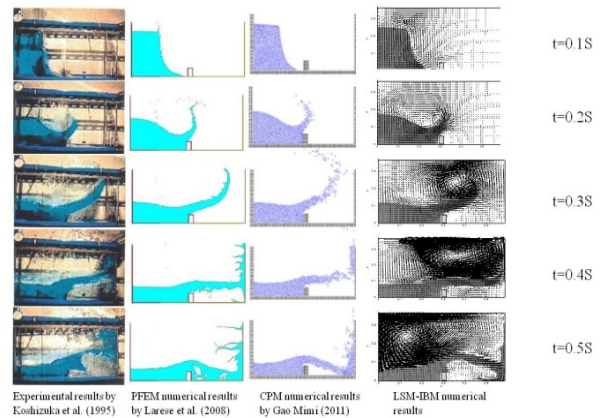 t=0.1S
t=0.2S
t=0.3S
t=0.4S
t=0.5S
Experimental results by
Koshizuka et al. (1995)
PFEM numerical results
by Larese et al. (2008)
CPM numerical results
by Gao Mimi (2011)
LSM-IBM numerical
results